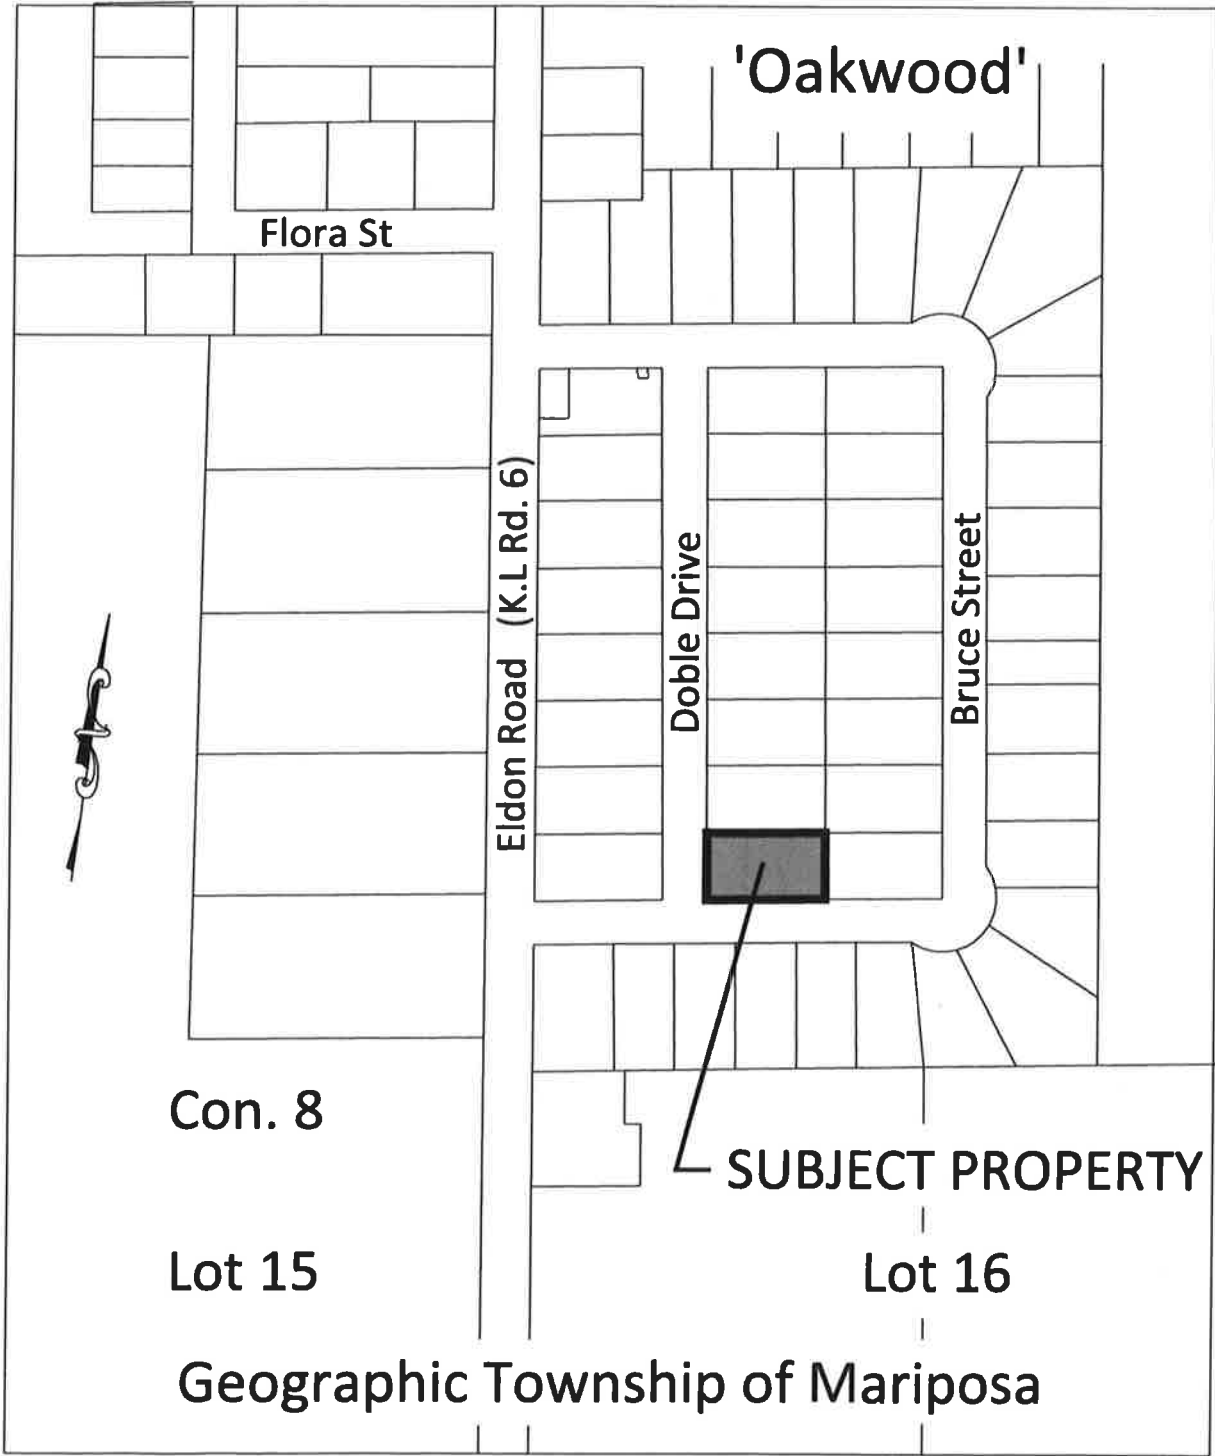 'Oakwood'
Flora St
Eldon Road (K.L Rd. 6)
Doble Drive
Bruce Street
Con. 8
SUBJECT PROPERTY
Lot 15
Lot 16
Geographic Township of Mariposa